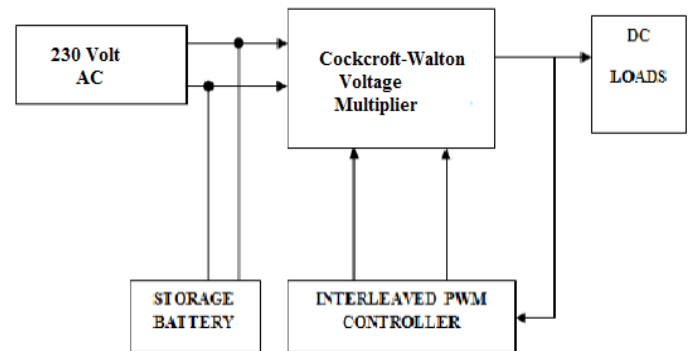 230 Volt
AC
Cockcroft-Walton
Voltage
Multiplier
DC
LOADS
STORAGE
BATTERY
INTERLEAVED PWM
CONTROLLER